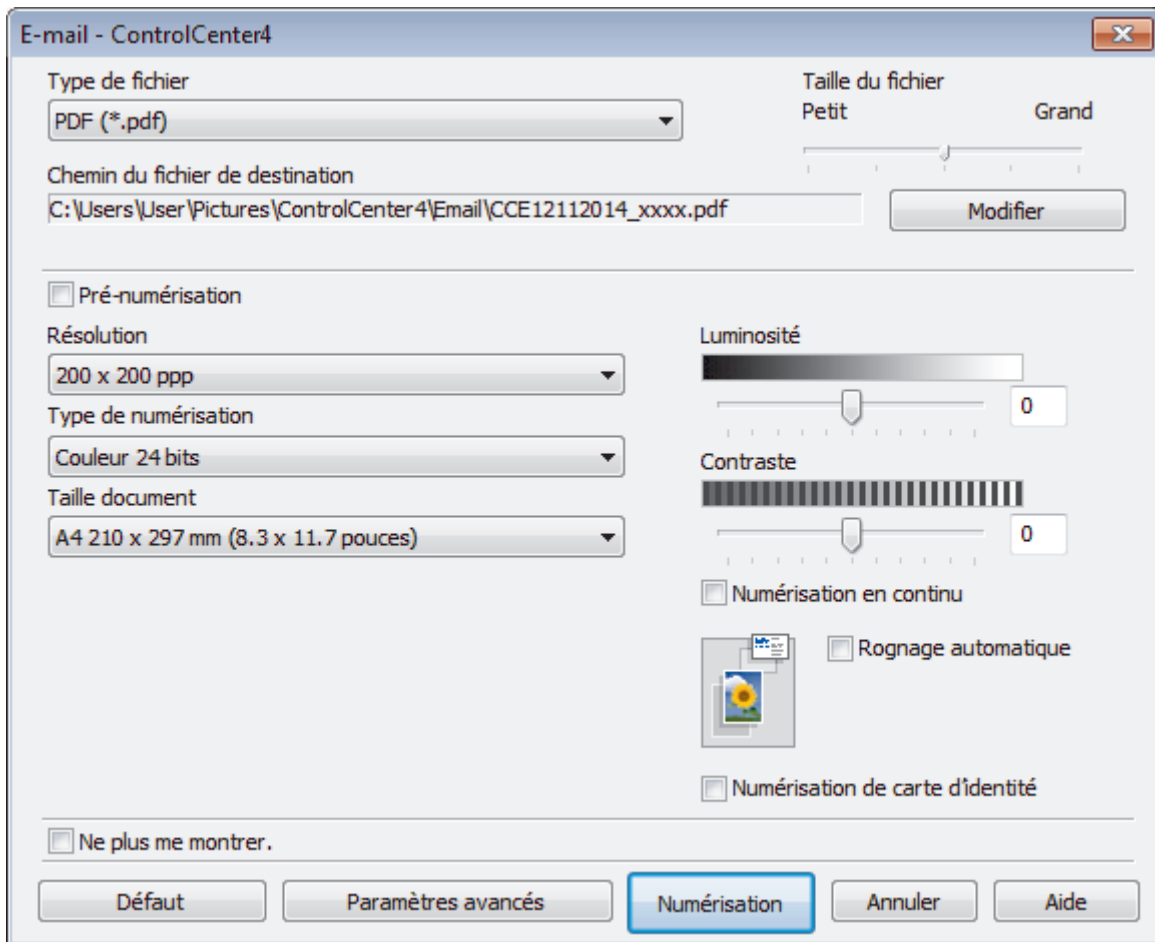 E-mail - ControlCenter4
Type de fichier
Taille du fichier
PDF (*.pdf)
Petit Grand
Chemin du fichier de destination
C:\Users\User\Pictures\ControlCenter4\Email\CCE12112014_xxxx.pdf
Modifier
Pré-numérisation
Résolution
Luminosité
200 x 200 ppp
0
Type de numérisation
Couleur 24 bits
Contraste
Taille document
A4 210 x 297 mm (8.3 x 11.7 pouces)
0
Numérisation en continu
Rognage automatique
Numérisation de carte d'identité
Ne plus me montrer.
Défaut Paramètres avancés Numérisation Annuler Aide